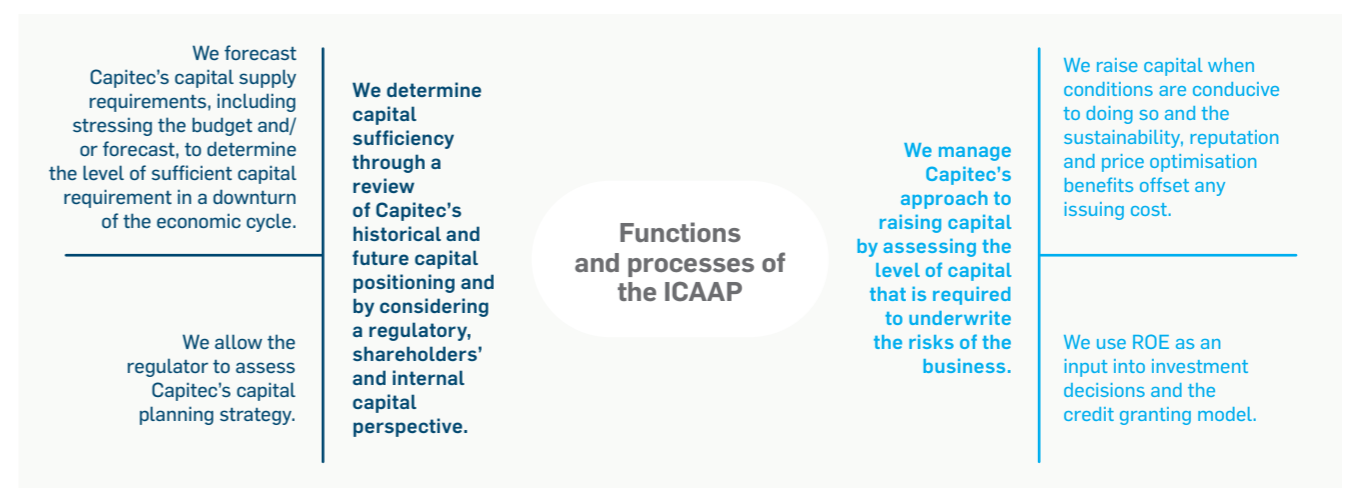 We forecast
Capitec’s capital supply
requirements, including
stressing the budget and/
or forecast, to determine
the level of sufficient capital
requirement in a downturn
of the economic cycle.
We allow the
regulator to assess
Capitec’s capital
planning strategy.
We determine
capital
sufficiency
through a
review
of Capitec’s
historical and
future capital
positioning and
by considering
a regulatory,
shareholders’
and internal
capital
perspective.
Functions
and processes of
the ICAAP
We manage
Capitec’s
approach to
raising capital
by assessing the
level of capital
that is required
to underwrite
the risks of the
business.
We raise capital when
conditions are conducive
to doing so and the
sustainability, reputation
and price optimisation
benefits offset any
issuing cost.
We use ROE as an
input into investment
decisions and the
credit granting model.